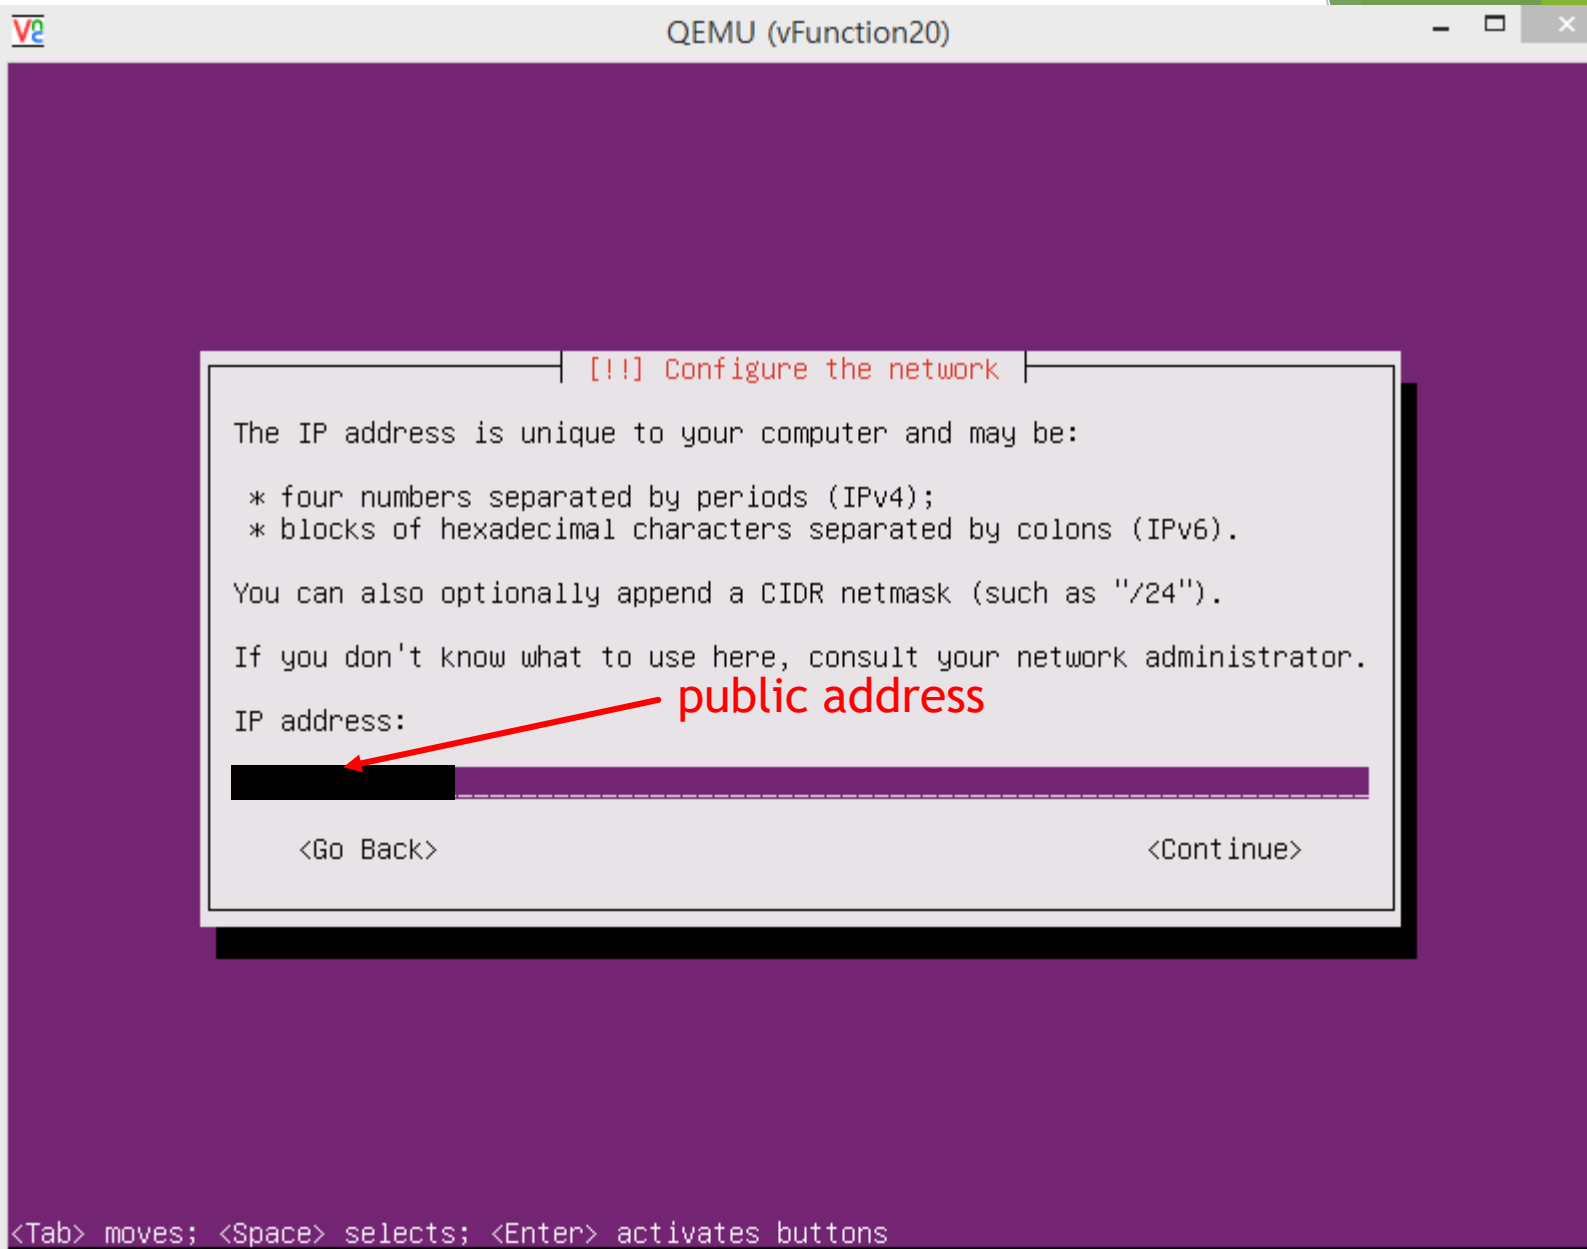 QEMU (vFunction20)
[!!] Configure the network
The IP address is unique to your computer and may be:
* four numbers separated by periods (IPv4);
* blocks of hexadecimal characters separated by colons (IPv6).
You can also optionally append a CIDR netmask (such as "/24").
If you don't know what to use here, consult your network administrator.
public address
IP address:
<Go Back> <Continue>
<Tab> moves; <Space> selects; <Enter> activates buttons